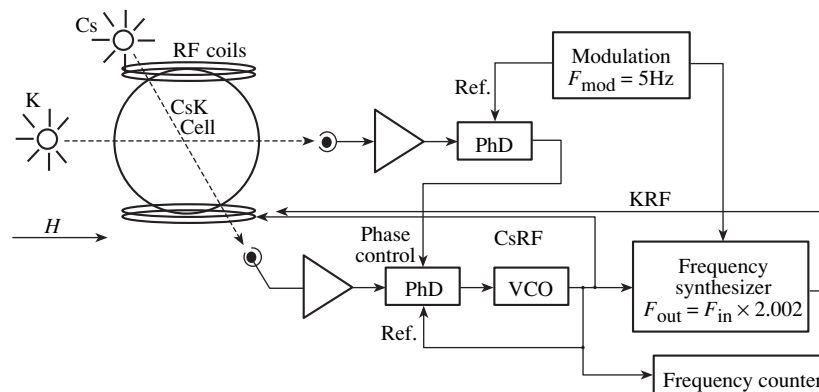 Cs
RF coils
K
CsK
Cell
H
Modulation
F_mod = 5Hz
Ref.
PhD
KRF
CsRF
Phase
control
PhD
VCO
Ref.
Frequency
synthesizer
F_out = F_in × 2.002
Frequency counter